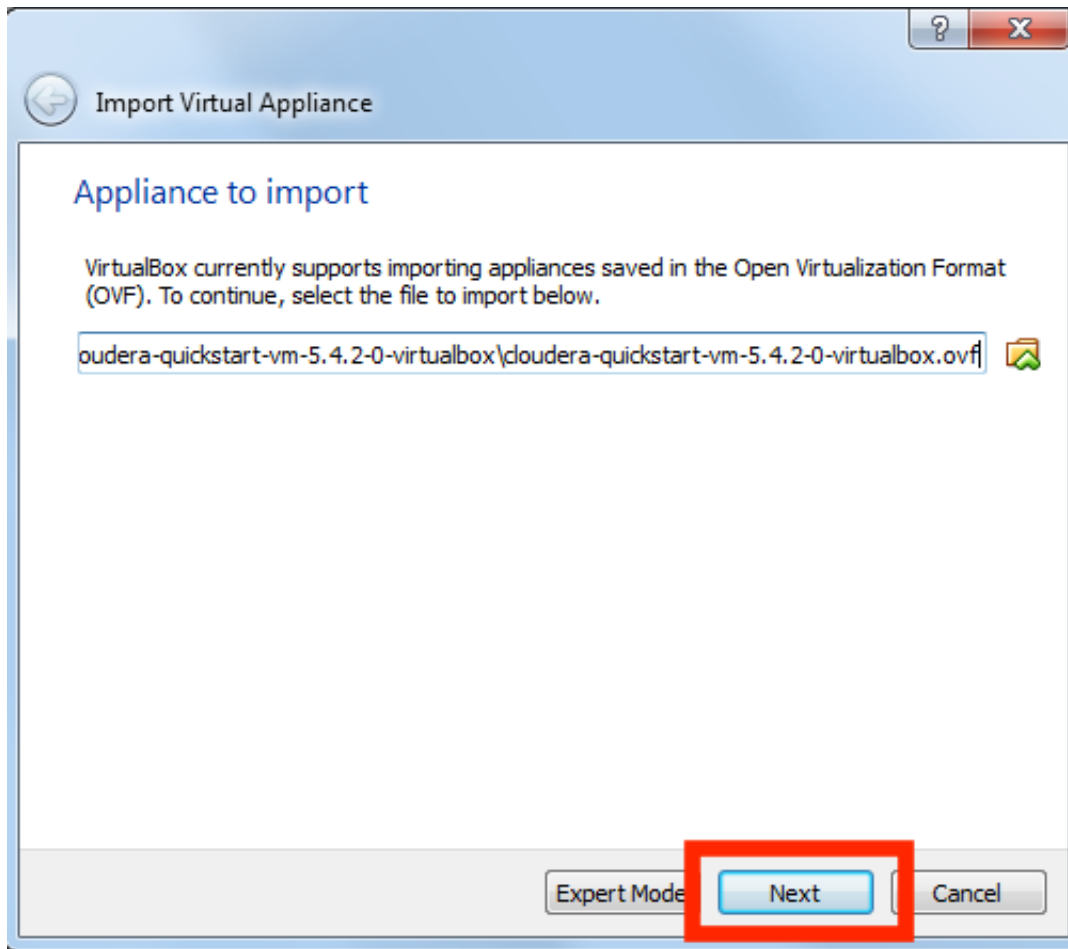 ?
X
Import Virtual Appliance
Appliance to import
VirtualBox currently supports importing appliances saved in the Open Virtualization Format
(OVF). To continue, select the file to import below.
oudera-quickstart-vm-5.4.2-0-virtualbox\cloudera-quickstart-vm-5.4.2-0-virtualbox.ovf
Expert Mode
Next
Cancel